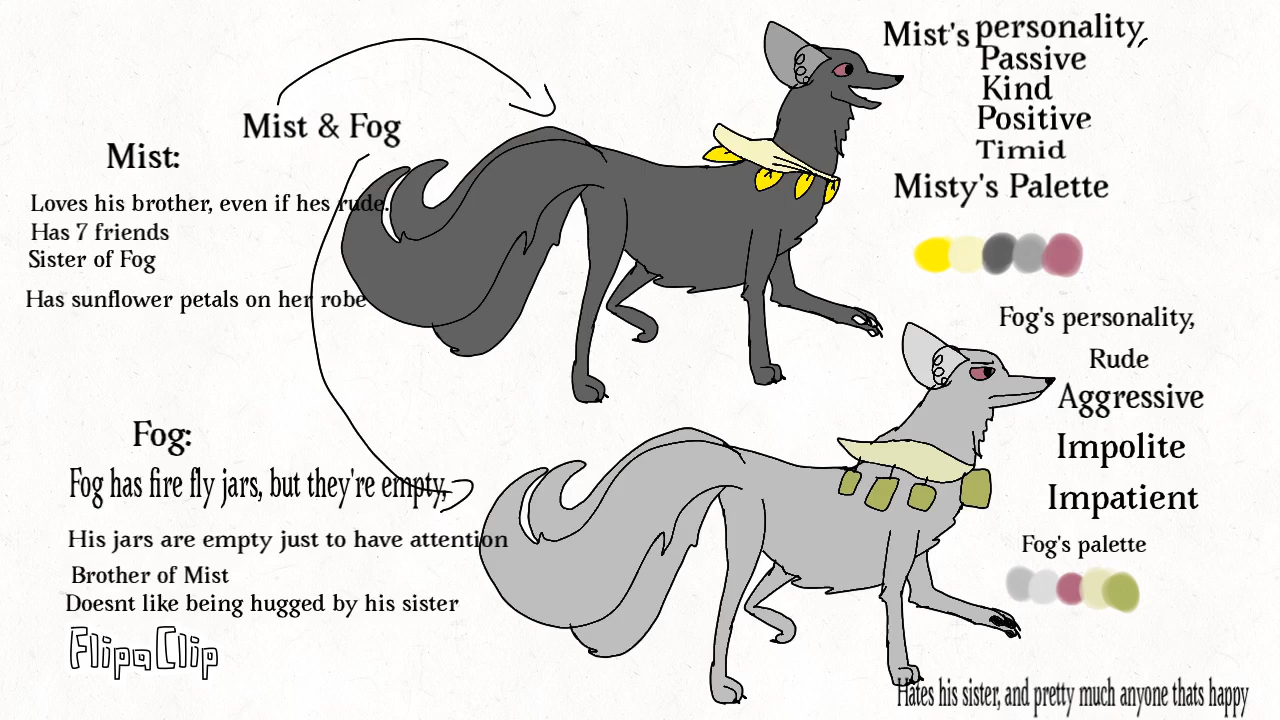 Mist & Fog
Mist:
Loves his brother, even if hes rude.
Has 7 friends
Sister of Fog
Has sunflower petals on her robe
Fog:
Fog has fire fly jars, but they're empty,
His jars are empty just to have attention
Brother of Mist
Doesnt like being hugged by his sister
FlipaClip
Mist's personality,
Passive
Kind
Positive
Timid
Misty's Palette
Fog's personality,
Rude
Aggressive
Impolite
Impatient
Fog's palette
Hates his sister, and pretty much anyone thats happy